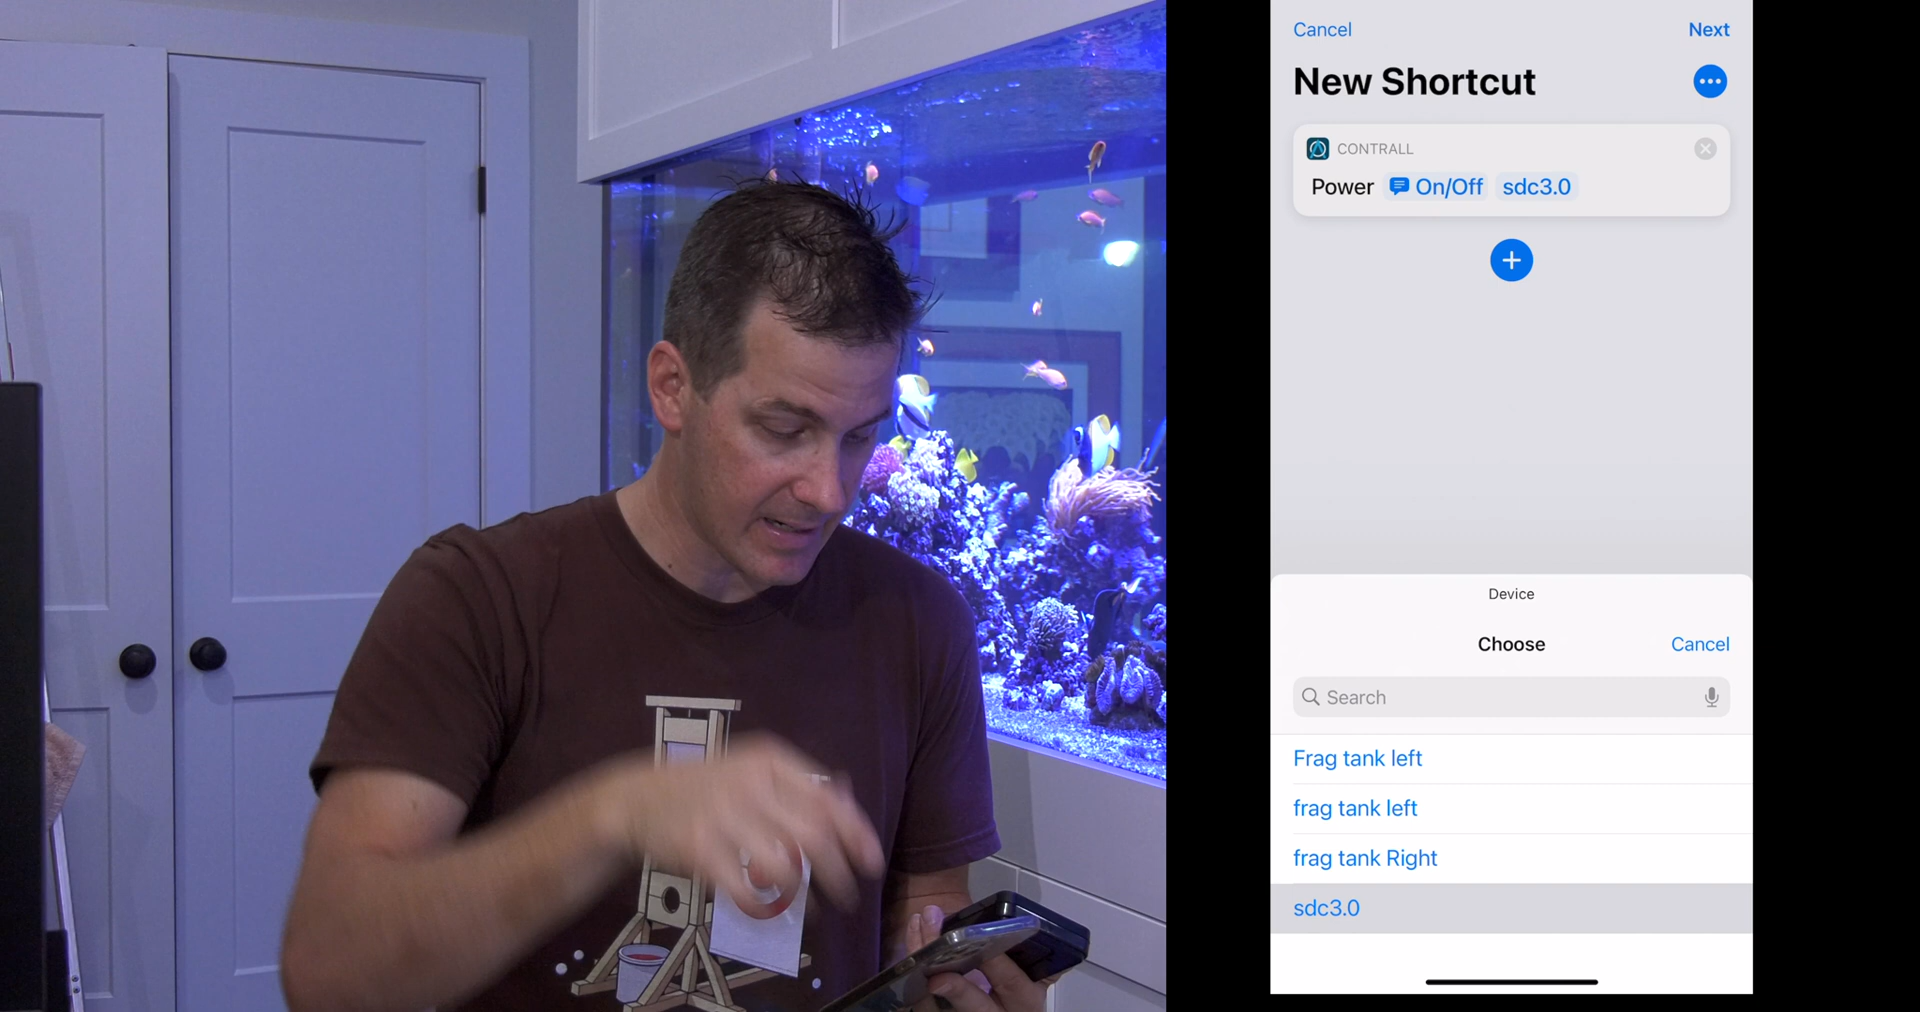 Cancel
Next
New Shortcut
CONTRALL
Power On/Off sdc3.0
Device
Choose
Cancel
Search
Frag tank left
frag tank left
frag tank Right
sdc3.0